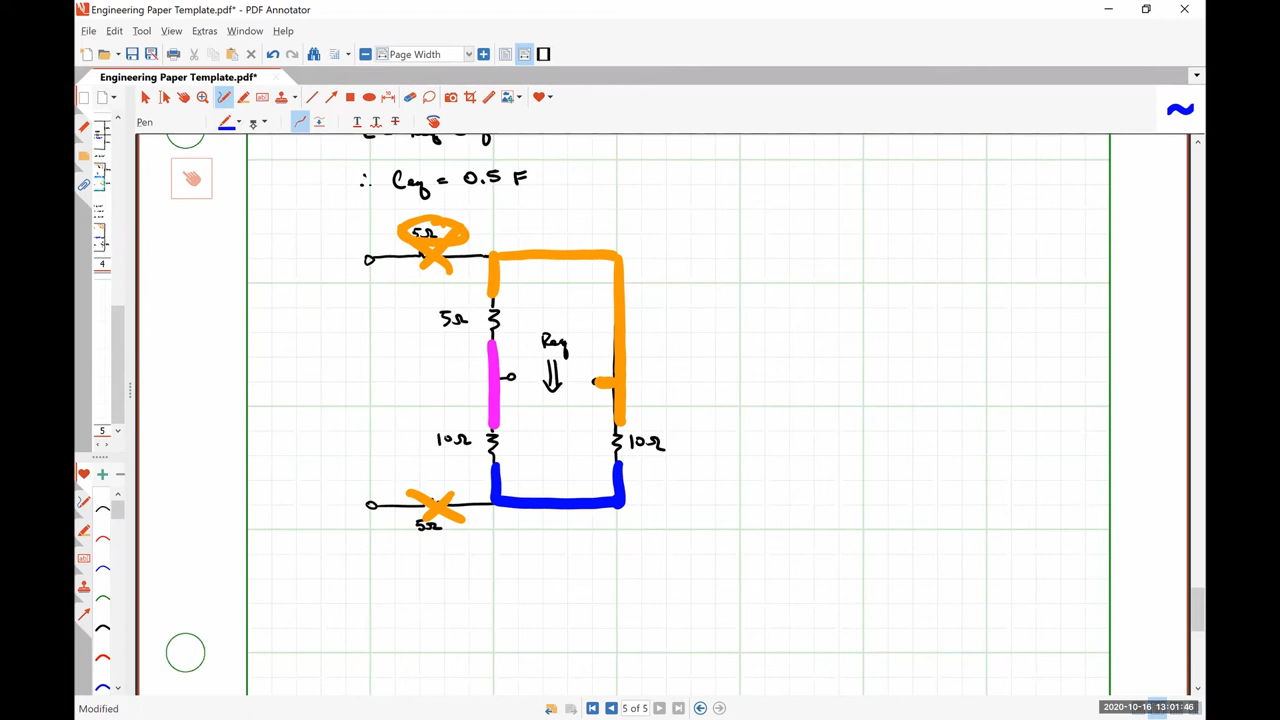 Engineering Paper Template.pdf* - PDF Annotator
File Edit Tool View Extras Window Help
Page Width
Engineering Paper Template.pdf*
Pen
∴ Ceq = 0.5 F
5Ω
5Ω
Req
10Ω
10Ω
5Ω
4
5
5 of 5
Modified
2020-10-16 13:01:46